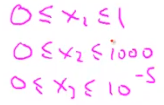 0 ≤ x₁ ≤ 1
0 ≤ x₂ ≤ 1000
0 ≤ x₃ ≤ 10⁻⁵